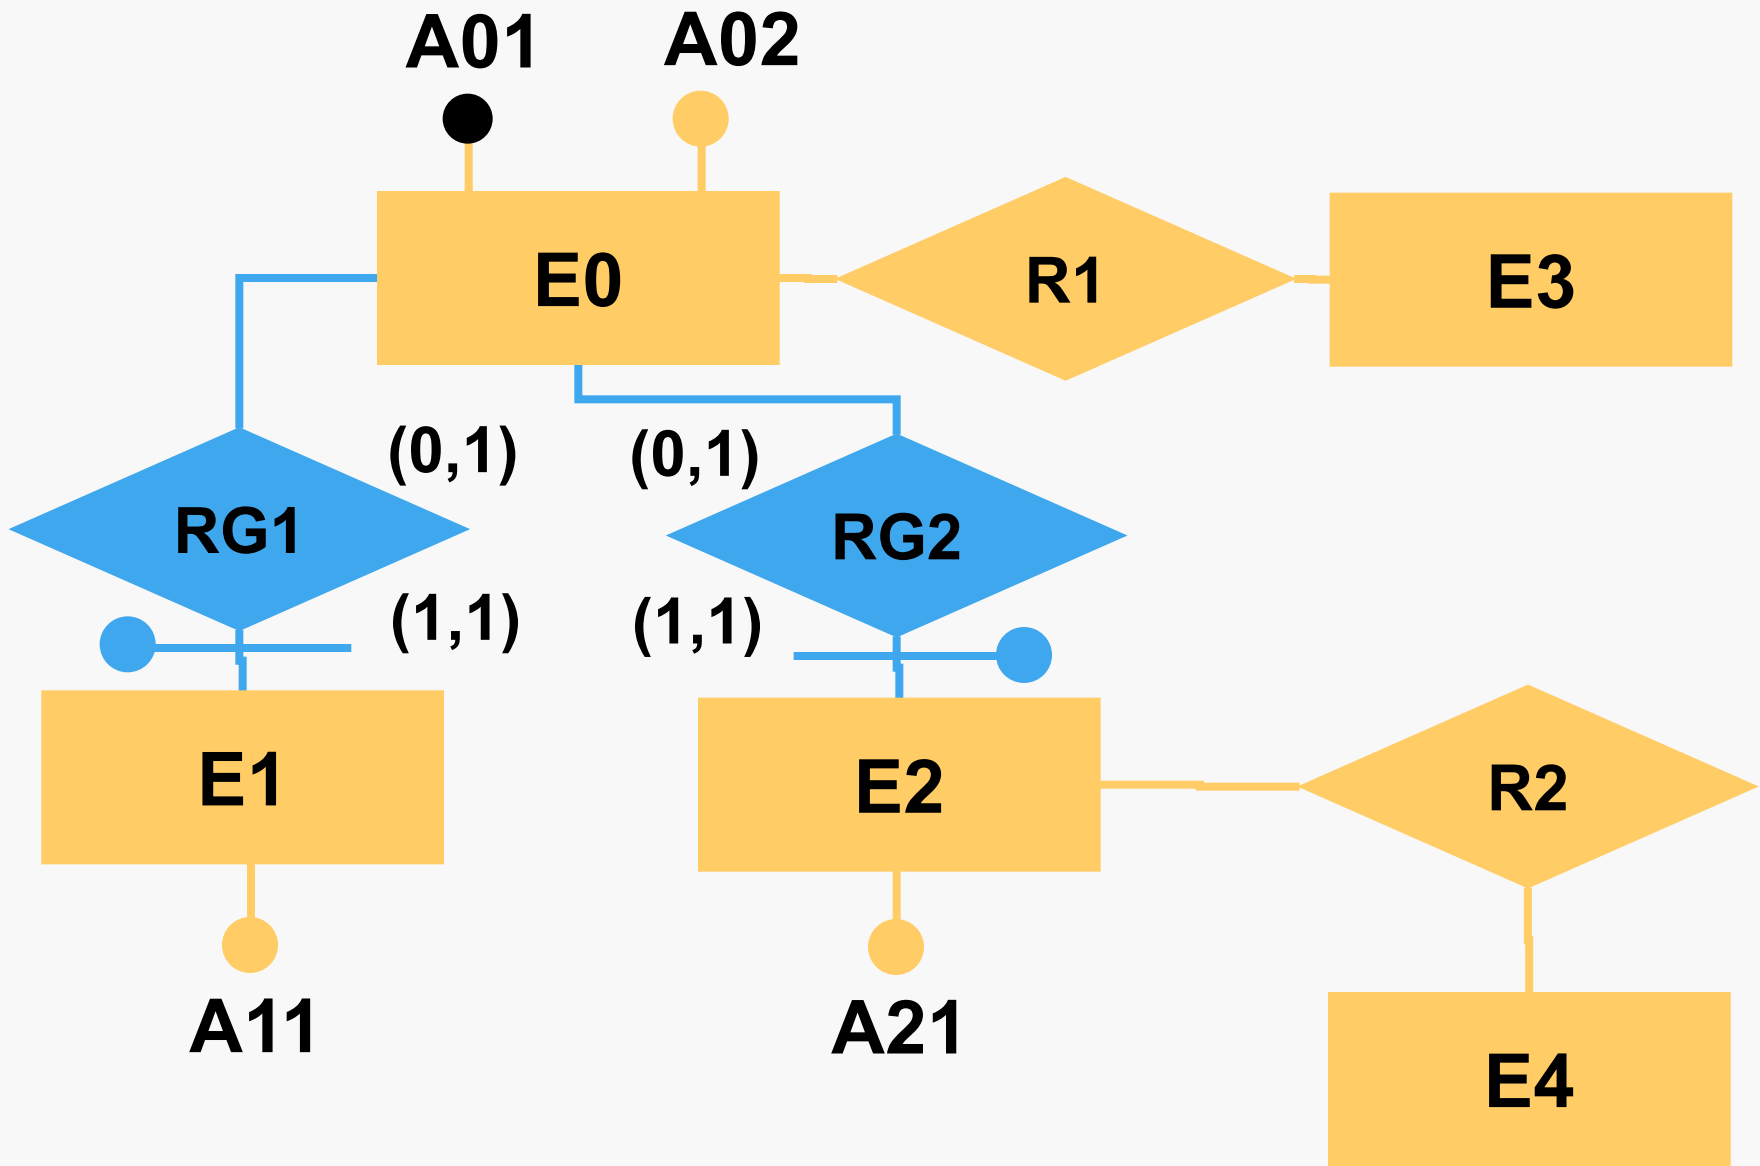 A01
A02
E0
R1
E3
(0,1)
(0,1)
RG1
RG2
(1,1)
(1,1)
E1
E2
R2
A11
A21
E4